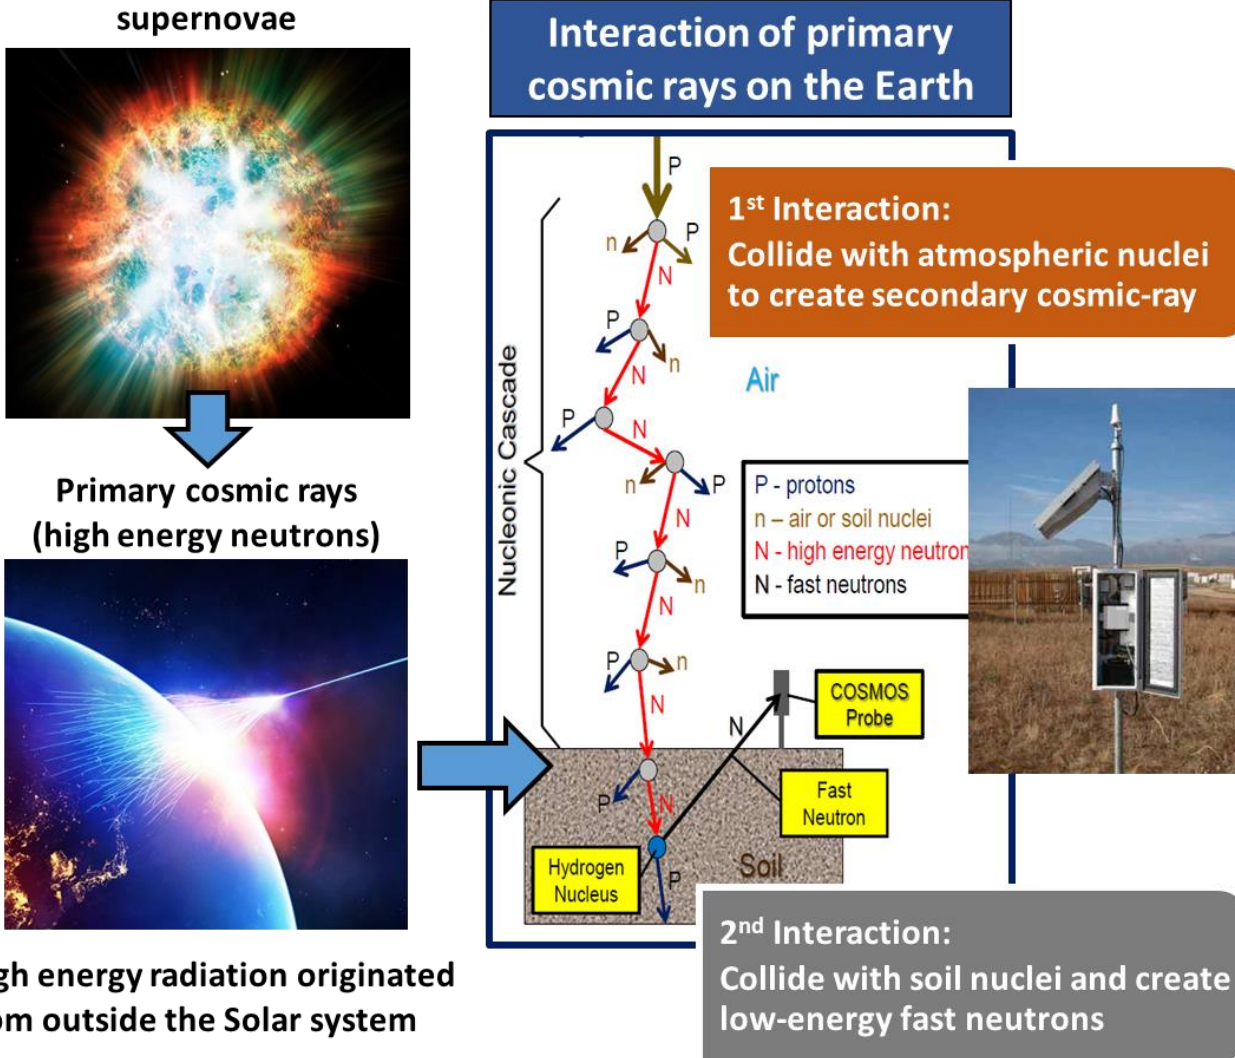 supernovae
Primary cosmic rays
(high energy neutrons)
gh energy radiation originated
om outside the Solar system
Interaction of primary
cosmic rays on the Earth
1st Interaction:
Collide with atmospheric nuclei
to create secondary cosmic-ray
Nucleonic Cascade
P
n
P
N
P
n
N
P
N
n
P
N
P
n
N
P
n
N
Air
P - protons
n – air or soil nuclei
N - high energy neutron
N - fast neutrons
COSMOS
Probe
N
Fast
Neutron
P
N
Hydrogen
Nucleus
P
Soil
2nd Interaction:
Collide with soil nuclei and create
low-energy fast neutrons